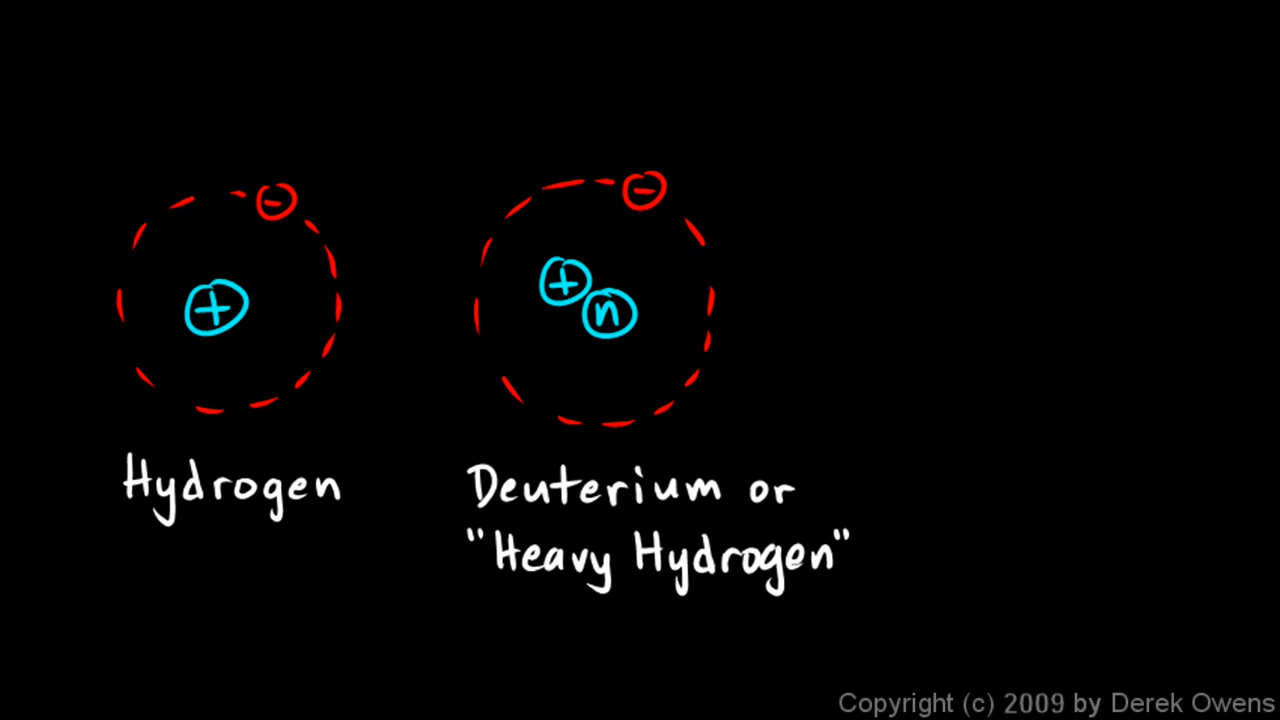 -
-
+
+
n
Hydrogen
Deuterium or
"Heavy Hydrogen"
Copyright (c) 2009 by Derek Owens